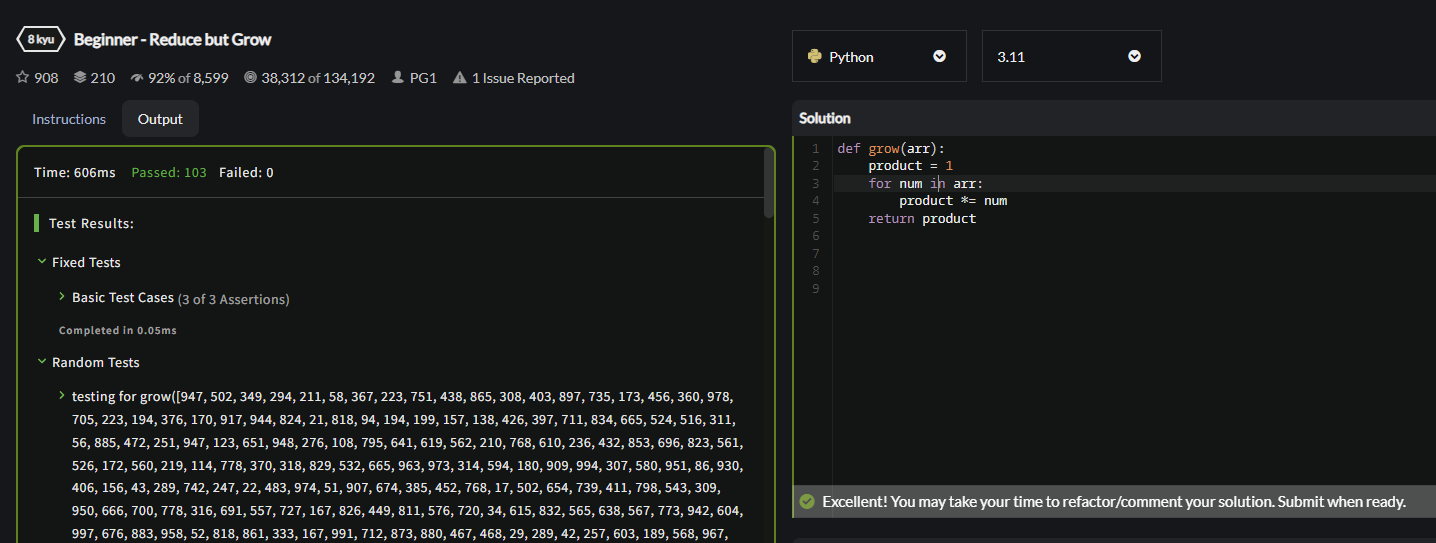 8 kyu Beginner - Reduce but Grow
908 210 92% of 8,599 38,312 of 134,192 PG1 1 Issue Reported
Instructions Output
Time: 606ms Passed: 103 Failed: 0
Test Results:
Fixed Tests
Basic Test Cases (3 of 3 Assertions)
Completed in 0.05ms
Random Tests
testing for grow([947, 502, 349, 294, 211, 58, 367, 223, 751, 438, 865, 308, 403, 897, 735, 173, 456, 360, 978,
705, 223, 194, 376, 170, 917, 944, 824, 21, 818, 94, 194, 199, 157, 138, 426, 397, 711, 834, 665, 524, 516, 311,
56, 885, 472, 251, 947, 123, 651, 948, 276, 108, 795, 641, 619, 562, 210, 768, 610, 236, 432, 853, 696, 823, 561,
526, 172, 560, 219, 114, 778, 370, 318, 829, 532, 665, 963, 973, 314, 594, 180, 909, 994, 307, 580, 951, 86, 930,
406, 156, 43, 289, 742, 247, 22, 483, 974, 51, 907, 674, 385, 452, 768, 17, 502, 654, 739, 411, 798, 543, 309,
950, 666, 700, 778, 316, 691, 557, 727, 167, 826, 449, 811, 576, 720, 34, 615, 832, 565, 638, 567, 773, 942, 604,
997, 676, 883, 958, 52, 818, 861, 333, 167, 991, 712, 873, 880, 467, 468, 29, 289, 42, 257, 603, 189, 568, 967,
Python 3.11
Solution
1 def grow(arr):
2 product = 1
3 for num in arr:
4 product *= num
5 return product
6
7
8
9
Excellent! You may take your time to refactor/comment your solution. Submit when ready.